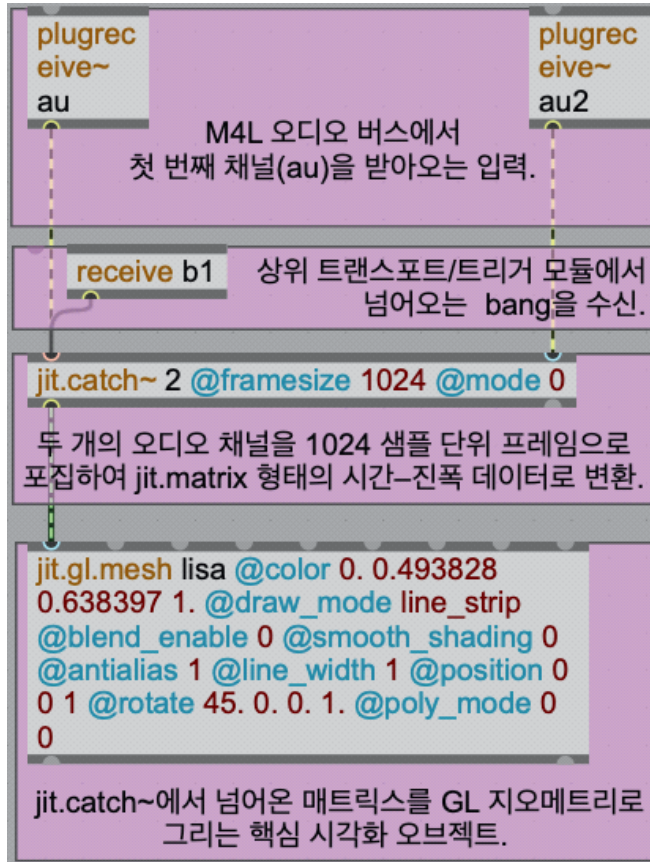 plugrec
eive~
au
plugrec
eive~
au2
M4L 오디오 버스에서
첫 번째 채널(au)을 받아오는 입력.
receive b1
상위 트랜스포트/트리거 모듈에서
넘어오는 bang을 수신.
jit.catch~ 2 @framesize 1024 @mode 0
두 개의 오디오 채널을 1024 샘플 단위 프레임으로
포집하여 jit.matrix 형태의 시간–진폭 데이터로 변환.
jit.gl.mesh lisa @color 0. 0.493828
0.638397 1. @draw_mode line_strip
@blend_enable 0 @smooth_shading 0
@antialias 1 @line_width 1 @position 0
0 1 @rotate 45. 0. 0. 1. @poly_mode 0
0
jit.catch~에서 넘어온 매트릭스를 GL 지오메트리로
그리는 핵심 시각화 오브젝트.